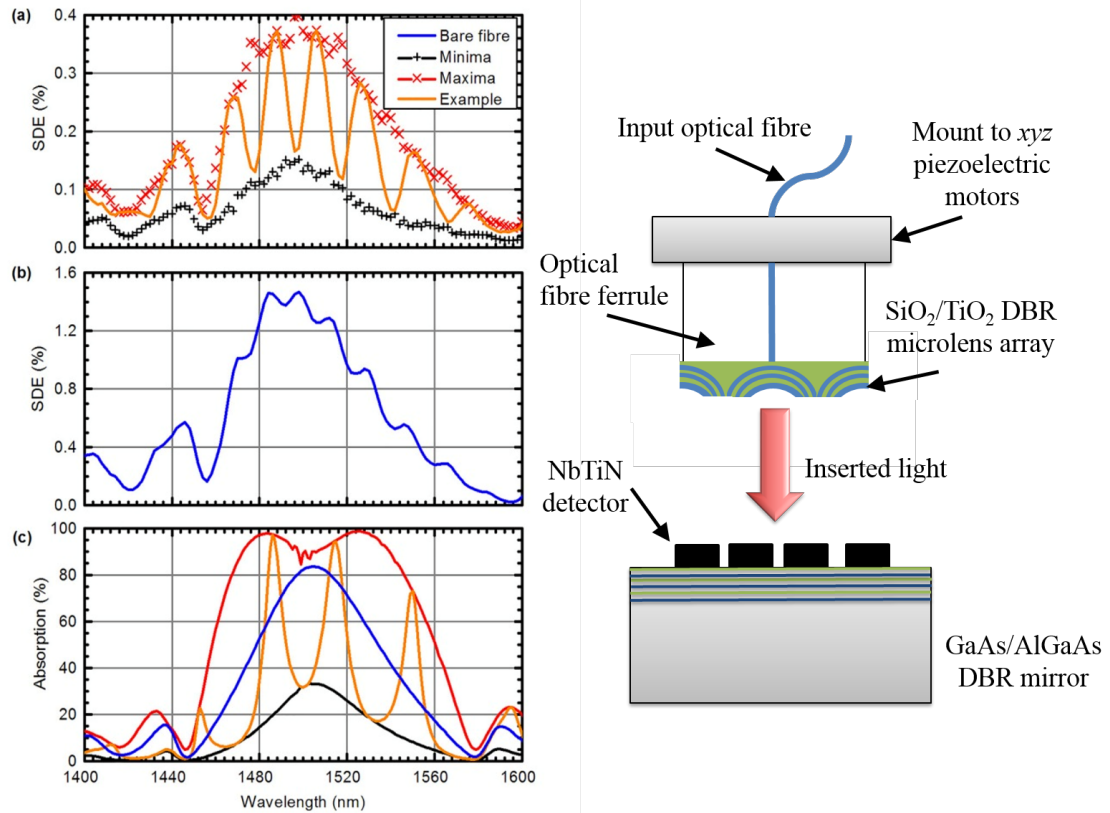 (a)
0.4
0.3
0.2
0.1
0.0
SDE (%)
Bare fibre
Minima
Maxima
Example
(b)
1.6
1.2
0.8
0.4
0.0
SDE (%)
(c)
100
80
60
40
20
0
Absorption (%)
1400
1440
1480
1520
1560
1600
Wavelength (nm)
Input optical fibre
Mount to xyz
piezoelectric
motors
Optical
fibre ferrule
SiO₂/TiO₂ DBR
microlens array
NbTiN
detector
Inserted light
GaAs/AlGaAs
DBR mirror